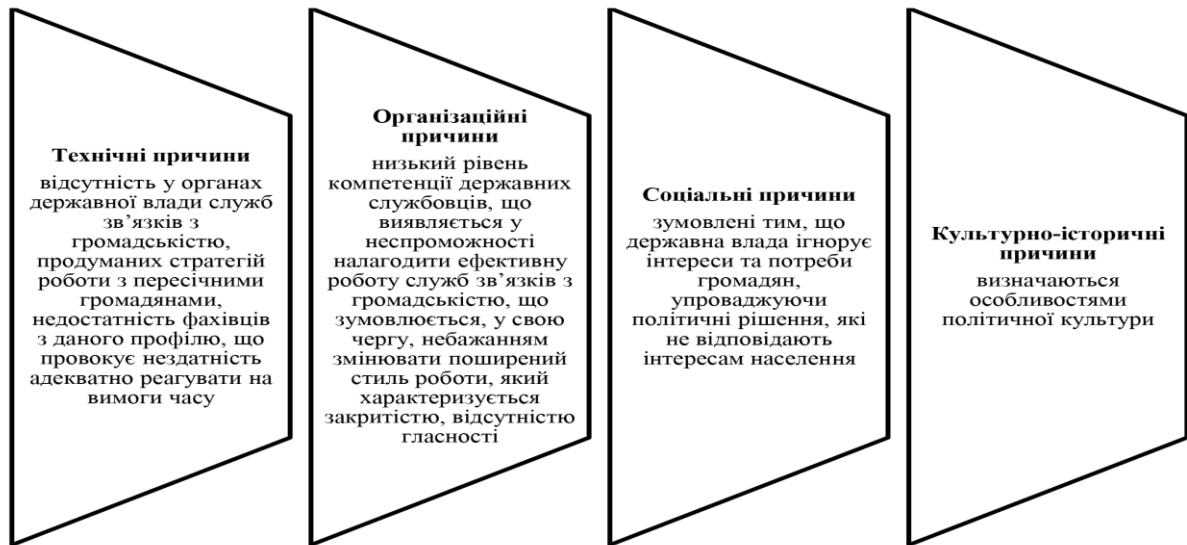 Технічні причини
відсутність у органах
державної влади служб
зв’язків з
громадськістю,
продуманих стратегій
роботи з пересічними
громадянами,
недостатність фахівців
з даного профілю, що
провокує нездатність
адекватно реагувати на
вимоги часу
Організаційні
причини
низький рівень
компетенції державних
службовців, що
виявляється у
неспроможності
налагодити ефективну
роботу служб зв’язків з
громадськістю, що
зумовлюється, у свою
чергу, небажанням
змінювати поширений
стиль роботи, який
характеризується
закритістю, відсутністю
гласності
Соціальні причини
зумовлені тим, що
державна влада ігнорує
інтереси та потреби
громадян,
упроваджуючи
політичні рішення, які
не відповідають
інтересам населення
Культурно-історичні
причини
визначаються
особливостями
політичної культури